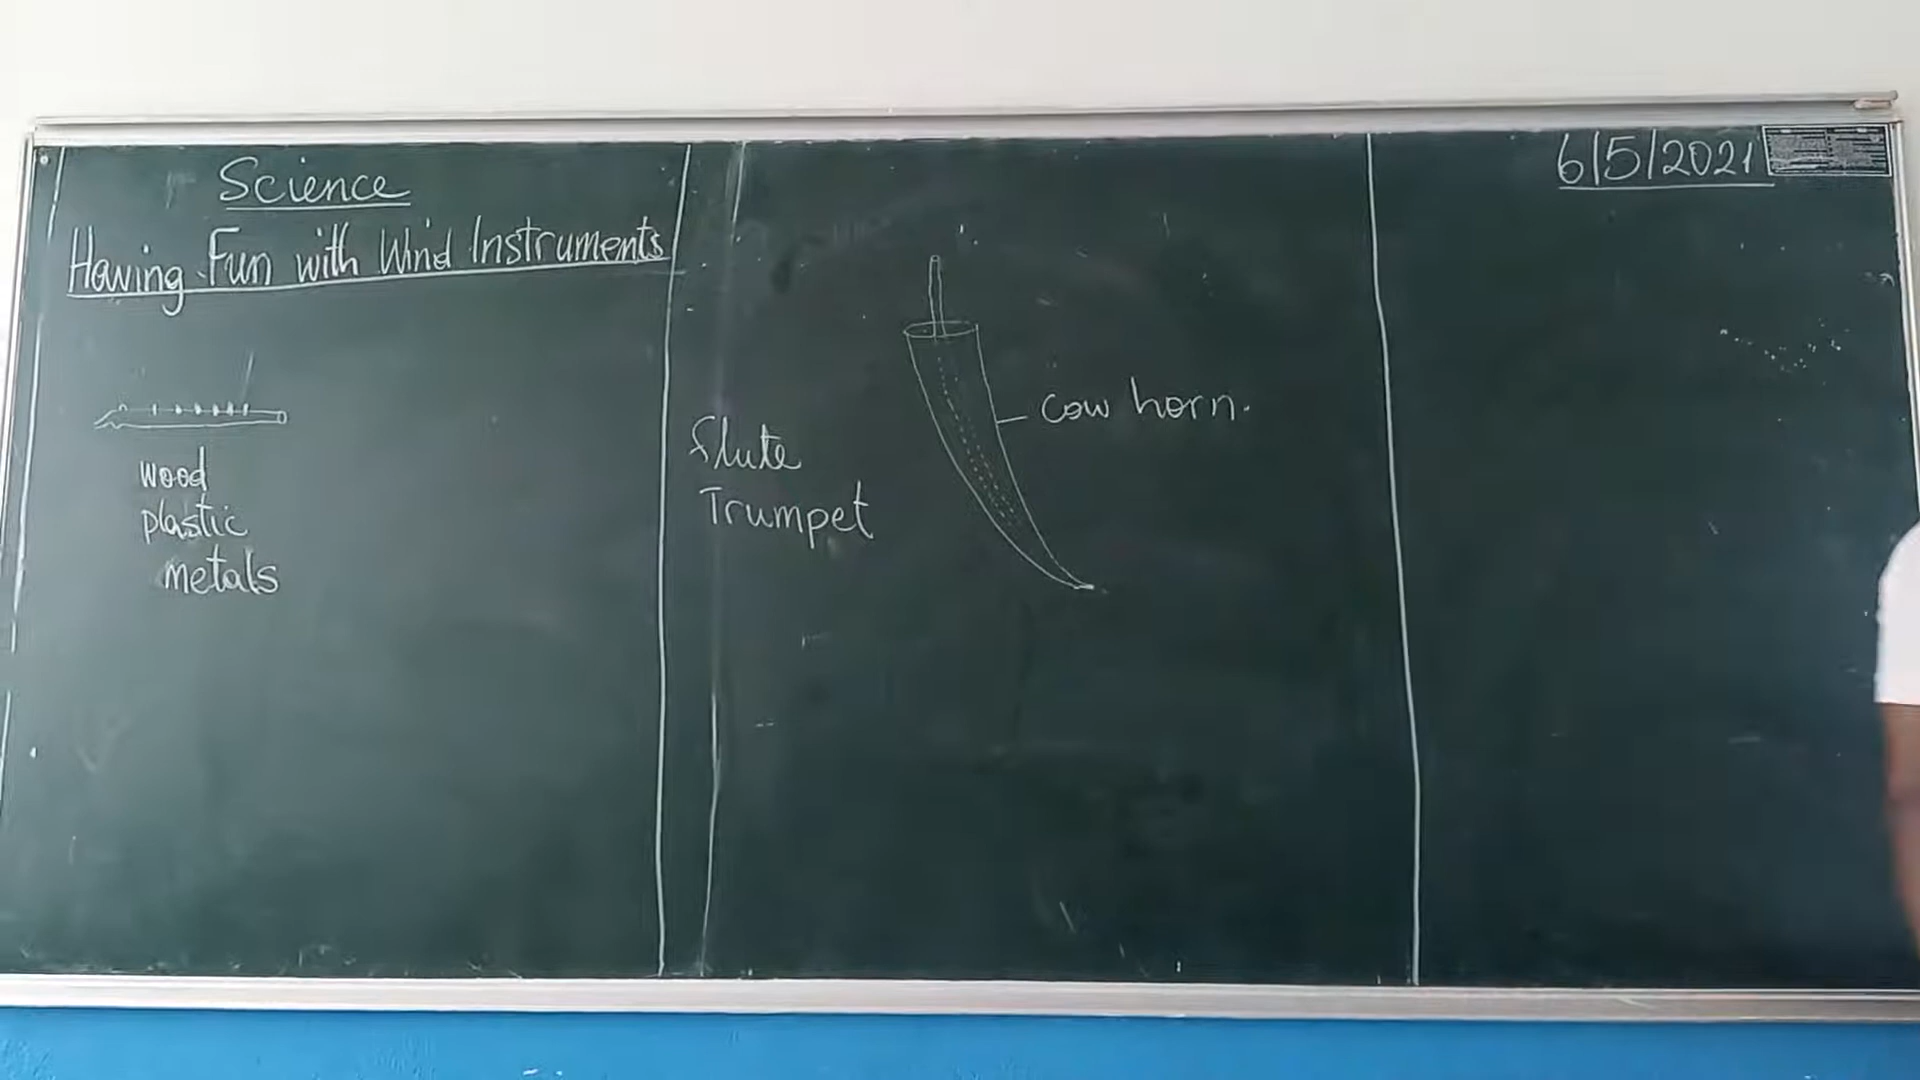 Science
Having Fun with Wind Instruments
wood
plastic
metals
flute
Trumpet
cow horn.
6/5/2021